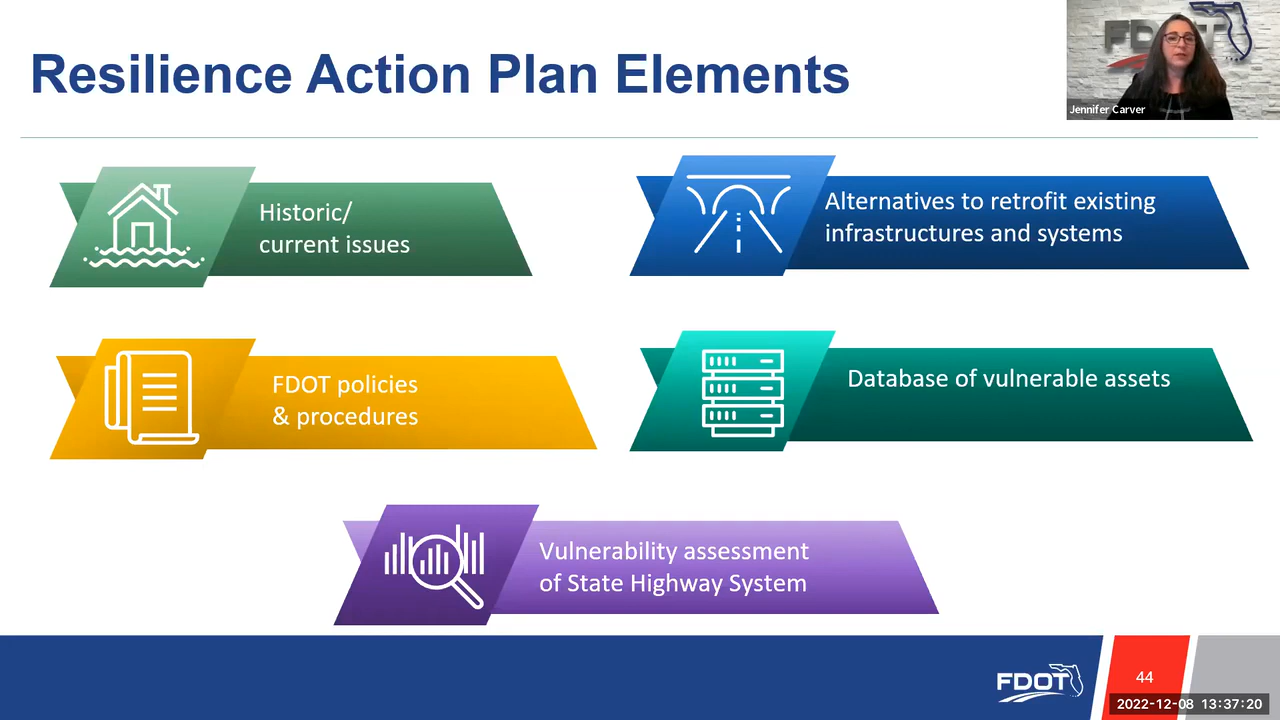 Resilience Action Plan Elements
FDOT
Jennifer Carver
Historic/
current issues
Alternatives to retrofit existing
infrastructures and systems
FDOT policies
& procedures
Database of vulnerable assets
Vulnerability assessment
of State Highway System
FDOT
44
2022-12-08 13:37:20